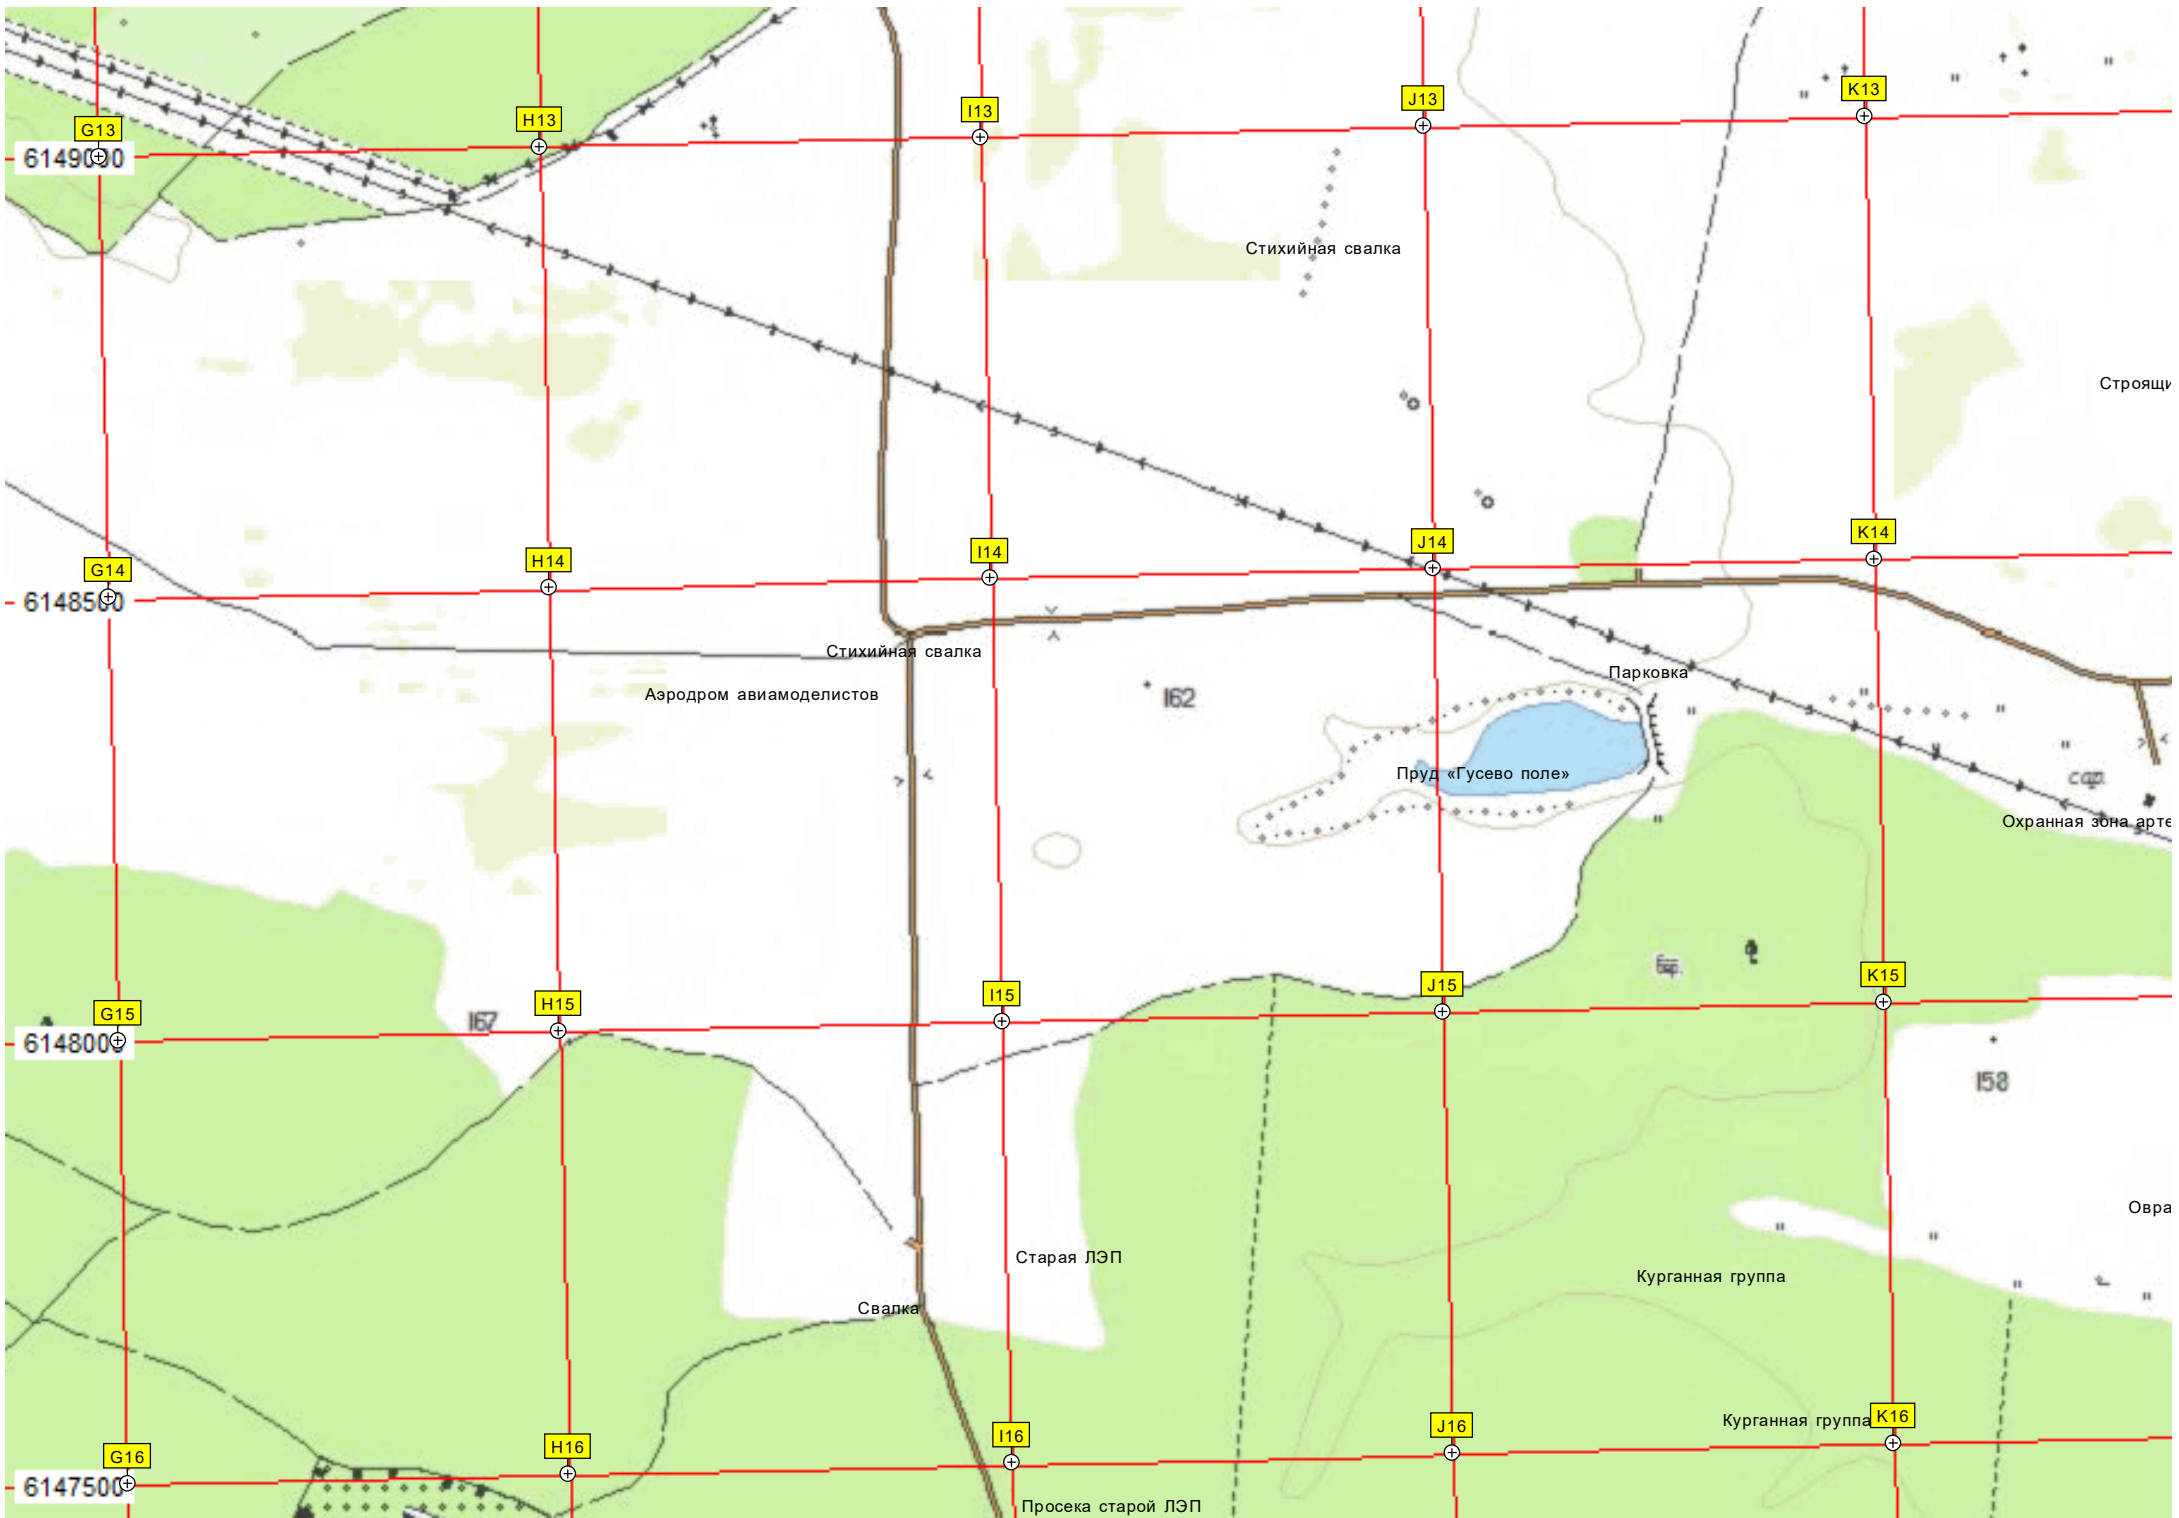 K13
J13
I13
H13
G13
6149000
Стихийная свалка
Строящи
K14
J14
I14
H14
G14
6148500
Стихийная свалка
Парковка
Аэродром авиамоделистов
162
Пруд «Гусево поле»
сар.
Охранная зона арте
K15
J15
I15
H15
G15
167
6148000
158
Овра
Старая ЛЭП
Курганная группа
Свалка
Курганная группа
K16
J16
I16
H16
G16
6147500
Просека старой ЛЭП